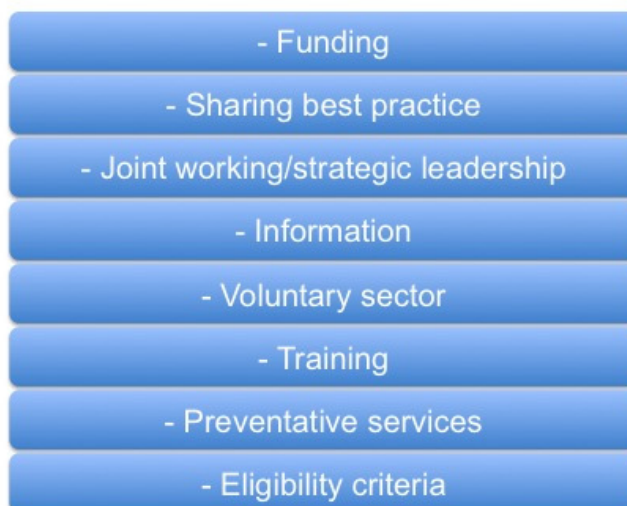 - Funding
- Sharing best practice
- Joint working/strategic leadership
- Information
- Voluntary sector
- Training
- Preventative services
- Eligibility criteria